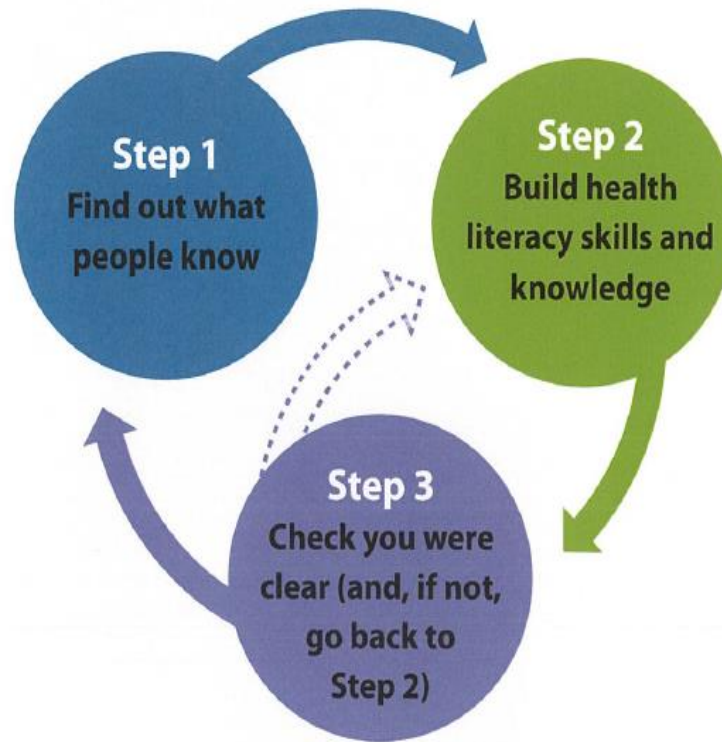 Step 1
Find out what
people know
Step 2
Build health
literacy skills and
knowledge
Step 3
Check you were
clear (and, if not,
go back to
Step 2)